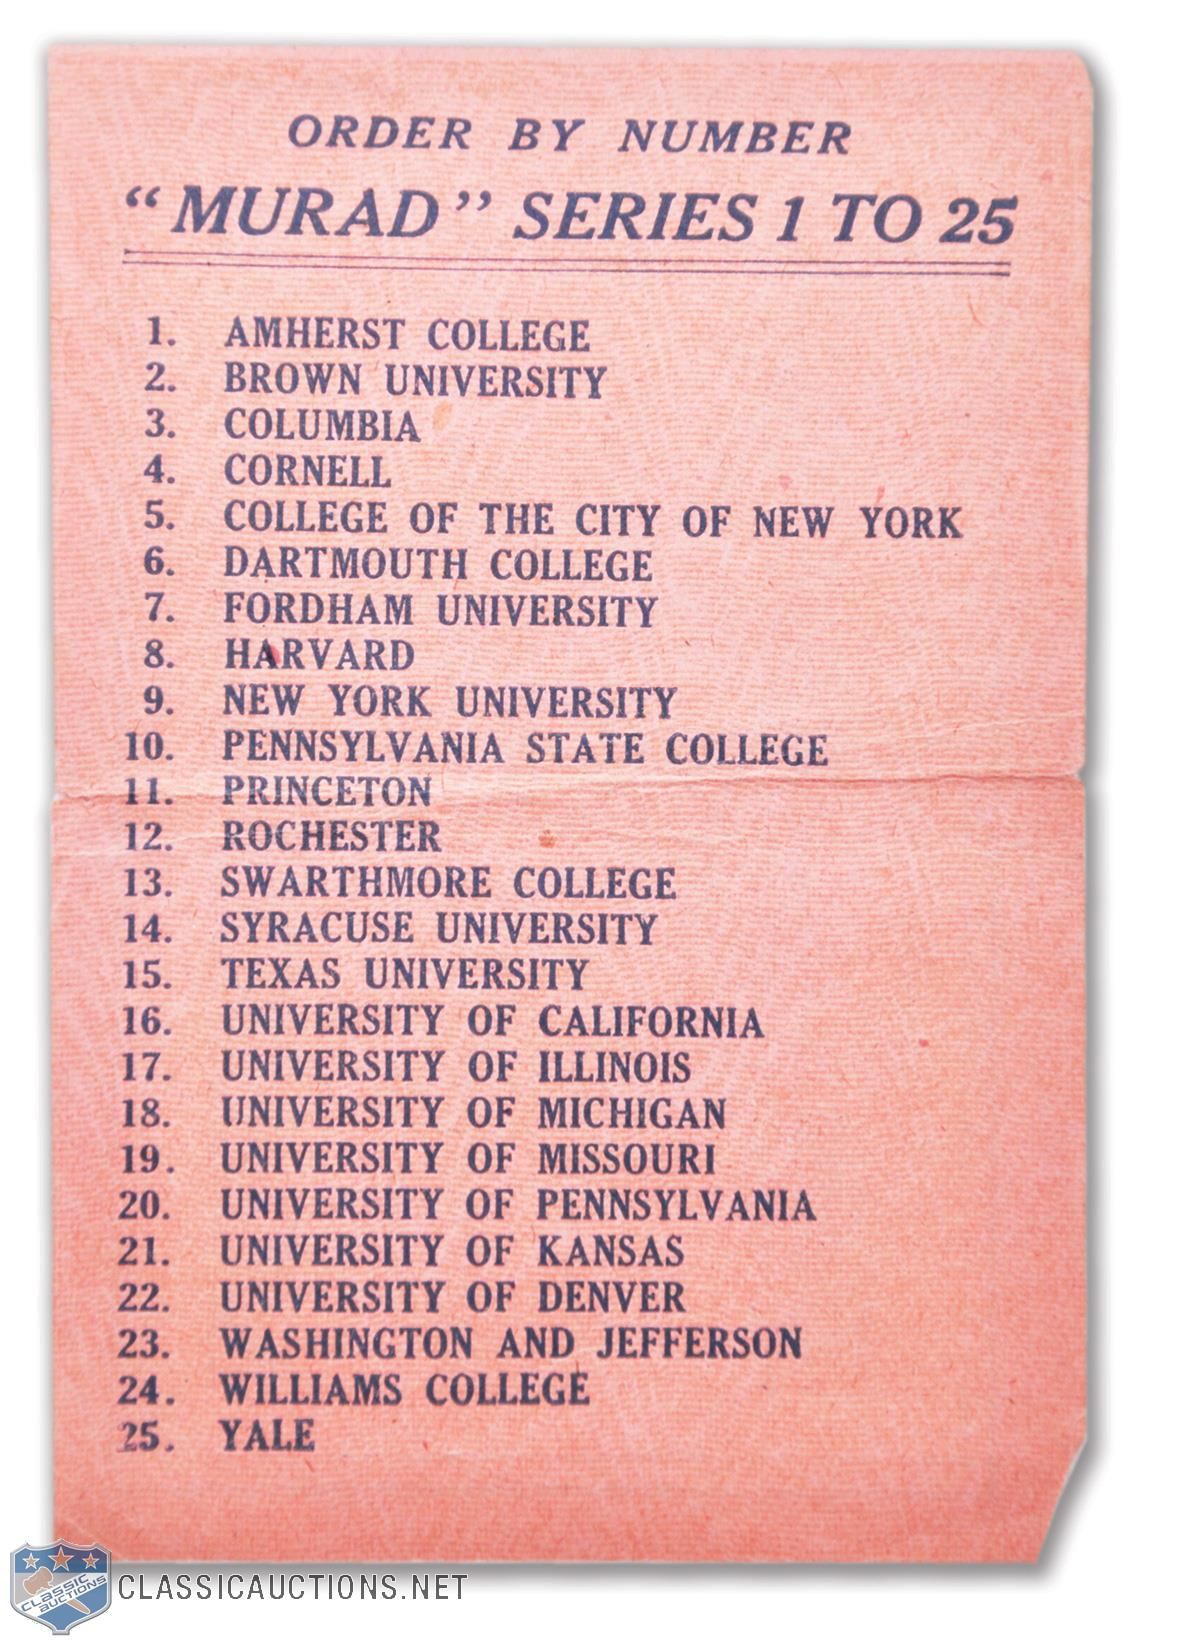 ORDER BY NUMBER
“MURAD” SERIES 1 TO 25
1. AMHERST COLLEGE
2. BROWN UNIVERSITY
3. COLUMBIA
4. CORNELL
5. COLLEGE OF THE CITY OF NEW YORK
6. DARTMOUTH COLLEGE
7. FORDHAM UNIVERSITY
8. HARVARD
9. NEW YORK UNIVERSITY
10. PENNSYLVANIA STATE COLLEGE
11. PRINCETON
12. ROCHESTER
13. SWARTHMORE COLLEGE
14. SYRACUSE UNIVERSITY
15. TEXAS UNIVERSITY
16. UNIVERSITY OF CALIFORNIA
17. UNIVERSITY OF ILLINOIS
18. UNIVERSITY OF MICHIGAN
19. UNIVERSITY OF MISSOURI
20. UNIVERSITY OF PENNSYLVANIA
21. UNIVERSITY OF KANSAS
22. UNIVERSITY OF DENVER
23. WASHINGTON AND JEFFERSON
24. WILLIAMS COLLEGE
25. YALE
CLASSIC
AUCTIONS
CLASSICAUCTIONS.NET